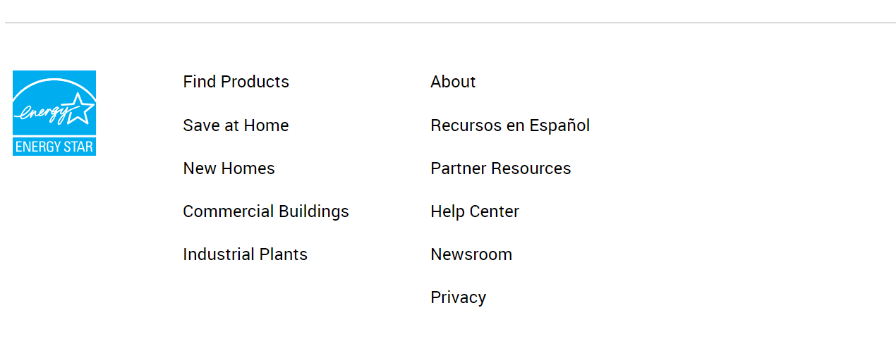 energy
ENERGY STAR
Find Products
Save at Home
New Homes
Commercial Buildings
Industrial Plants
About
Recursos en Español
Partner Resources
Help Center
Newsroom
Privacy